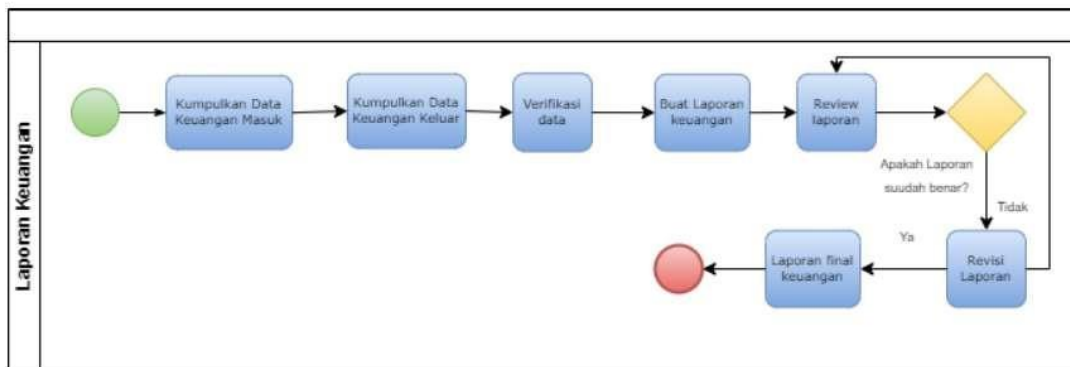 Laporan Keuangan
Kumpulkan Data
Keuangan Masuk
Kumpulkan Data
Keuangan Keluar
Verifikasi
data
Buat Laporan
keuangan
Review
laporan
Apakah Laporan
suudah benar?
Tidak
Ya
Laporan final
keuangan
Revisi
Laporan